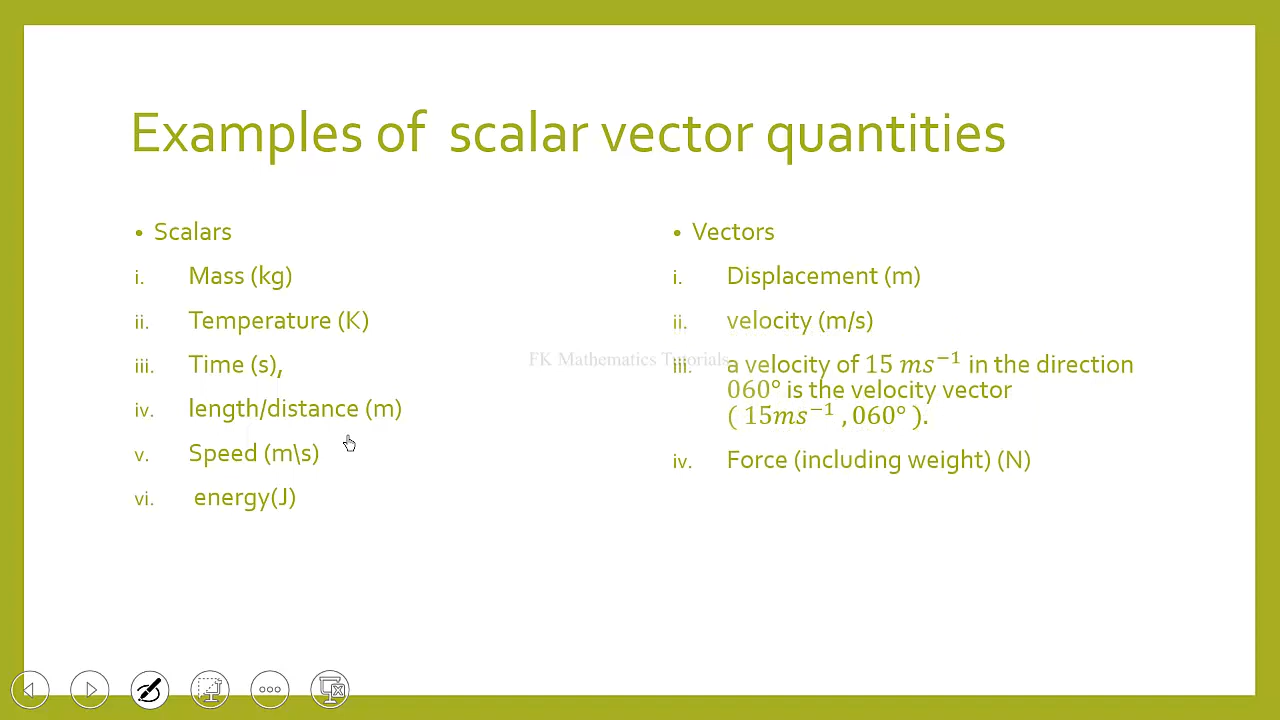 Examples of  scalar vector quantities
• Scalars
i. Mass (kg)
ii. Temperature (K)
iii. Time (s),
iv. length/distance (m)
v. Speed (m\s)
vi. energy(J)
• Vectors
i. Displacement (m)
ii. velocity (m/s)
iii. a velocity of 15 ms⁻¹ in the direction
060° is the velocity vector
( 15ms⁻¹ , 060° ).
iv. Force (including weight) (N)
FK Mathematics Tutorials